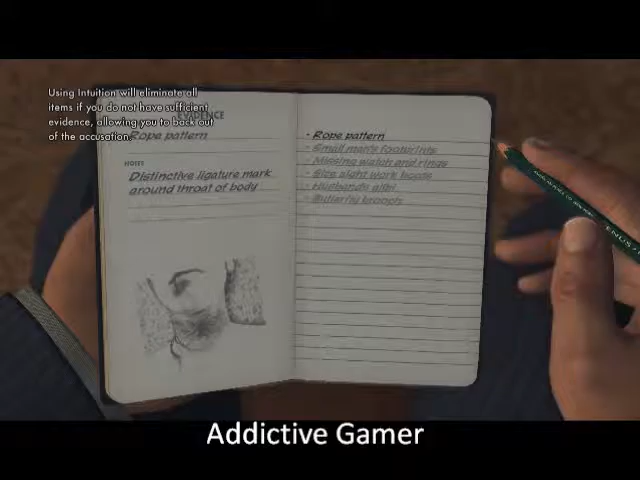 Using Intuition will eliminate all
items if you do not have sufficient
evidence, allowing you to back out
of the accusation.
EVIDENCE
Rope pattern
NOTES
Distinctive ligature mark
around throat of body
- Rope pattern
- Small man's footprints
- Missing watch and rings
- Size eight work boots
- Husband's alibi
- Butterfly brooch
Addictive Gamer